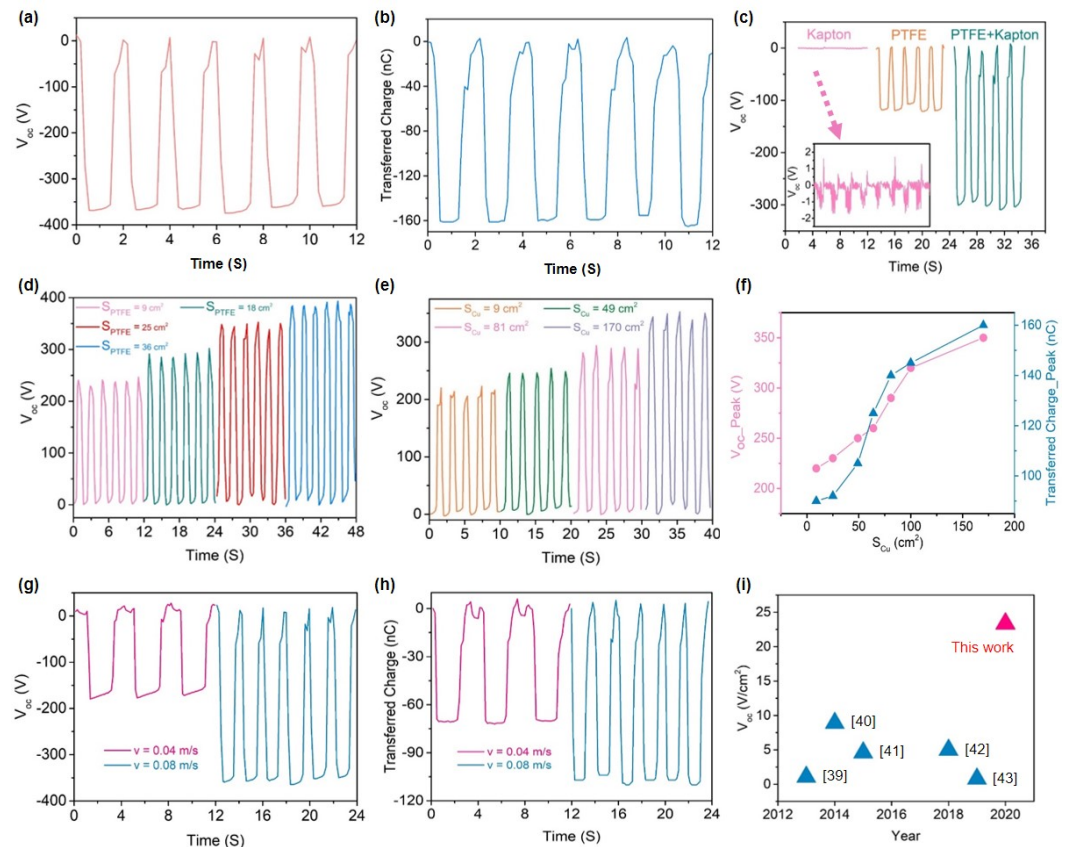 (a)
0
-100
-200
-300
-400
Voc (V)
0 2 4 6 8 10 12
Time (S)
(b)
0
-40
-80
-120
-160
Transferred Charge (nC)
0 2 4 6 8 10 12
Time (S)
(c)
Kapton PTFE PTFE+Kapton
0
-100
-200
-300
Voc (V)
2
1
0
-1
-2
Voc (V)
0 4 8 12 16 20 24 28 32 36
Time (S)
(d)
SPTFE = 9 cm² SPTFE = 18 cm²
SPTFE = 25 cm²
SPTFE = 36 cm²
400
300
200
100
0
Voc (V)
0 6 12 18 24 30 36 42 48
Time (S)
(e)
SCu = 9 cm² SCu = 49 cm²
SCu = 81 cm² SCu = 170 cm²
300
200
100
0
Voc (V)
0 5 10 15 20 25 30 35 40
Time (S)
(f)
350
300
250
200
VOC_Peak (V)
160
140
120
100
Transferred Charge_Peak (nC)
0 50 100 150 200
SCu (cm²)
(g)
0
-100
-200
-300
-400
Voc (V)
v = 0.04 m/s
v = 0.08 m/s
0 4 8 12 16 20 24
Time (S)
(h)
0
-30
-60
-90
-120
Transferred Charge (nC)
v = 0.04 m/s
v = 0.08 m/s
0 4 8 12 16 20 24
Time (S)
(i)
25
20
15
10
5
0
Voc (V/cm²)
This work
[40]
[41]
[42]
[39]
[43]
2012 2014 2016 2018 2020
Year